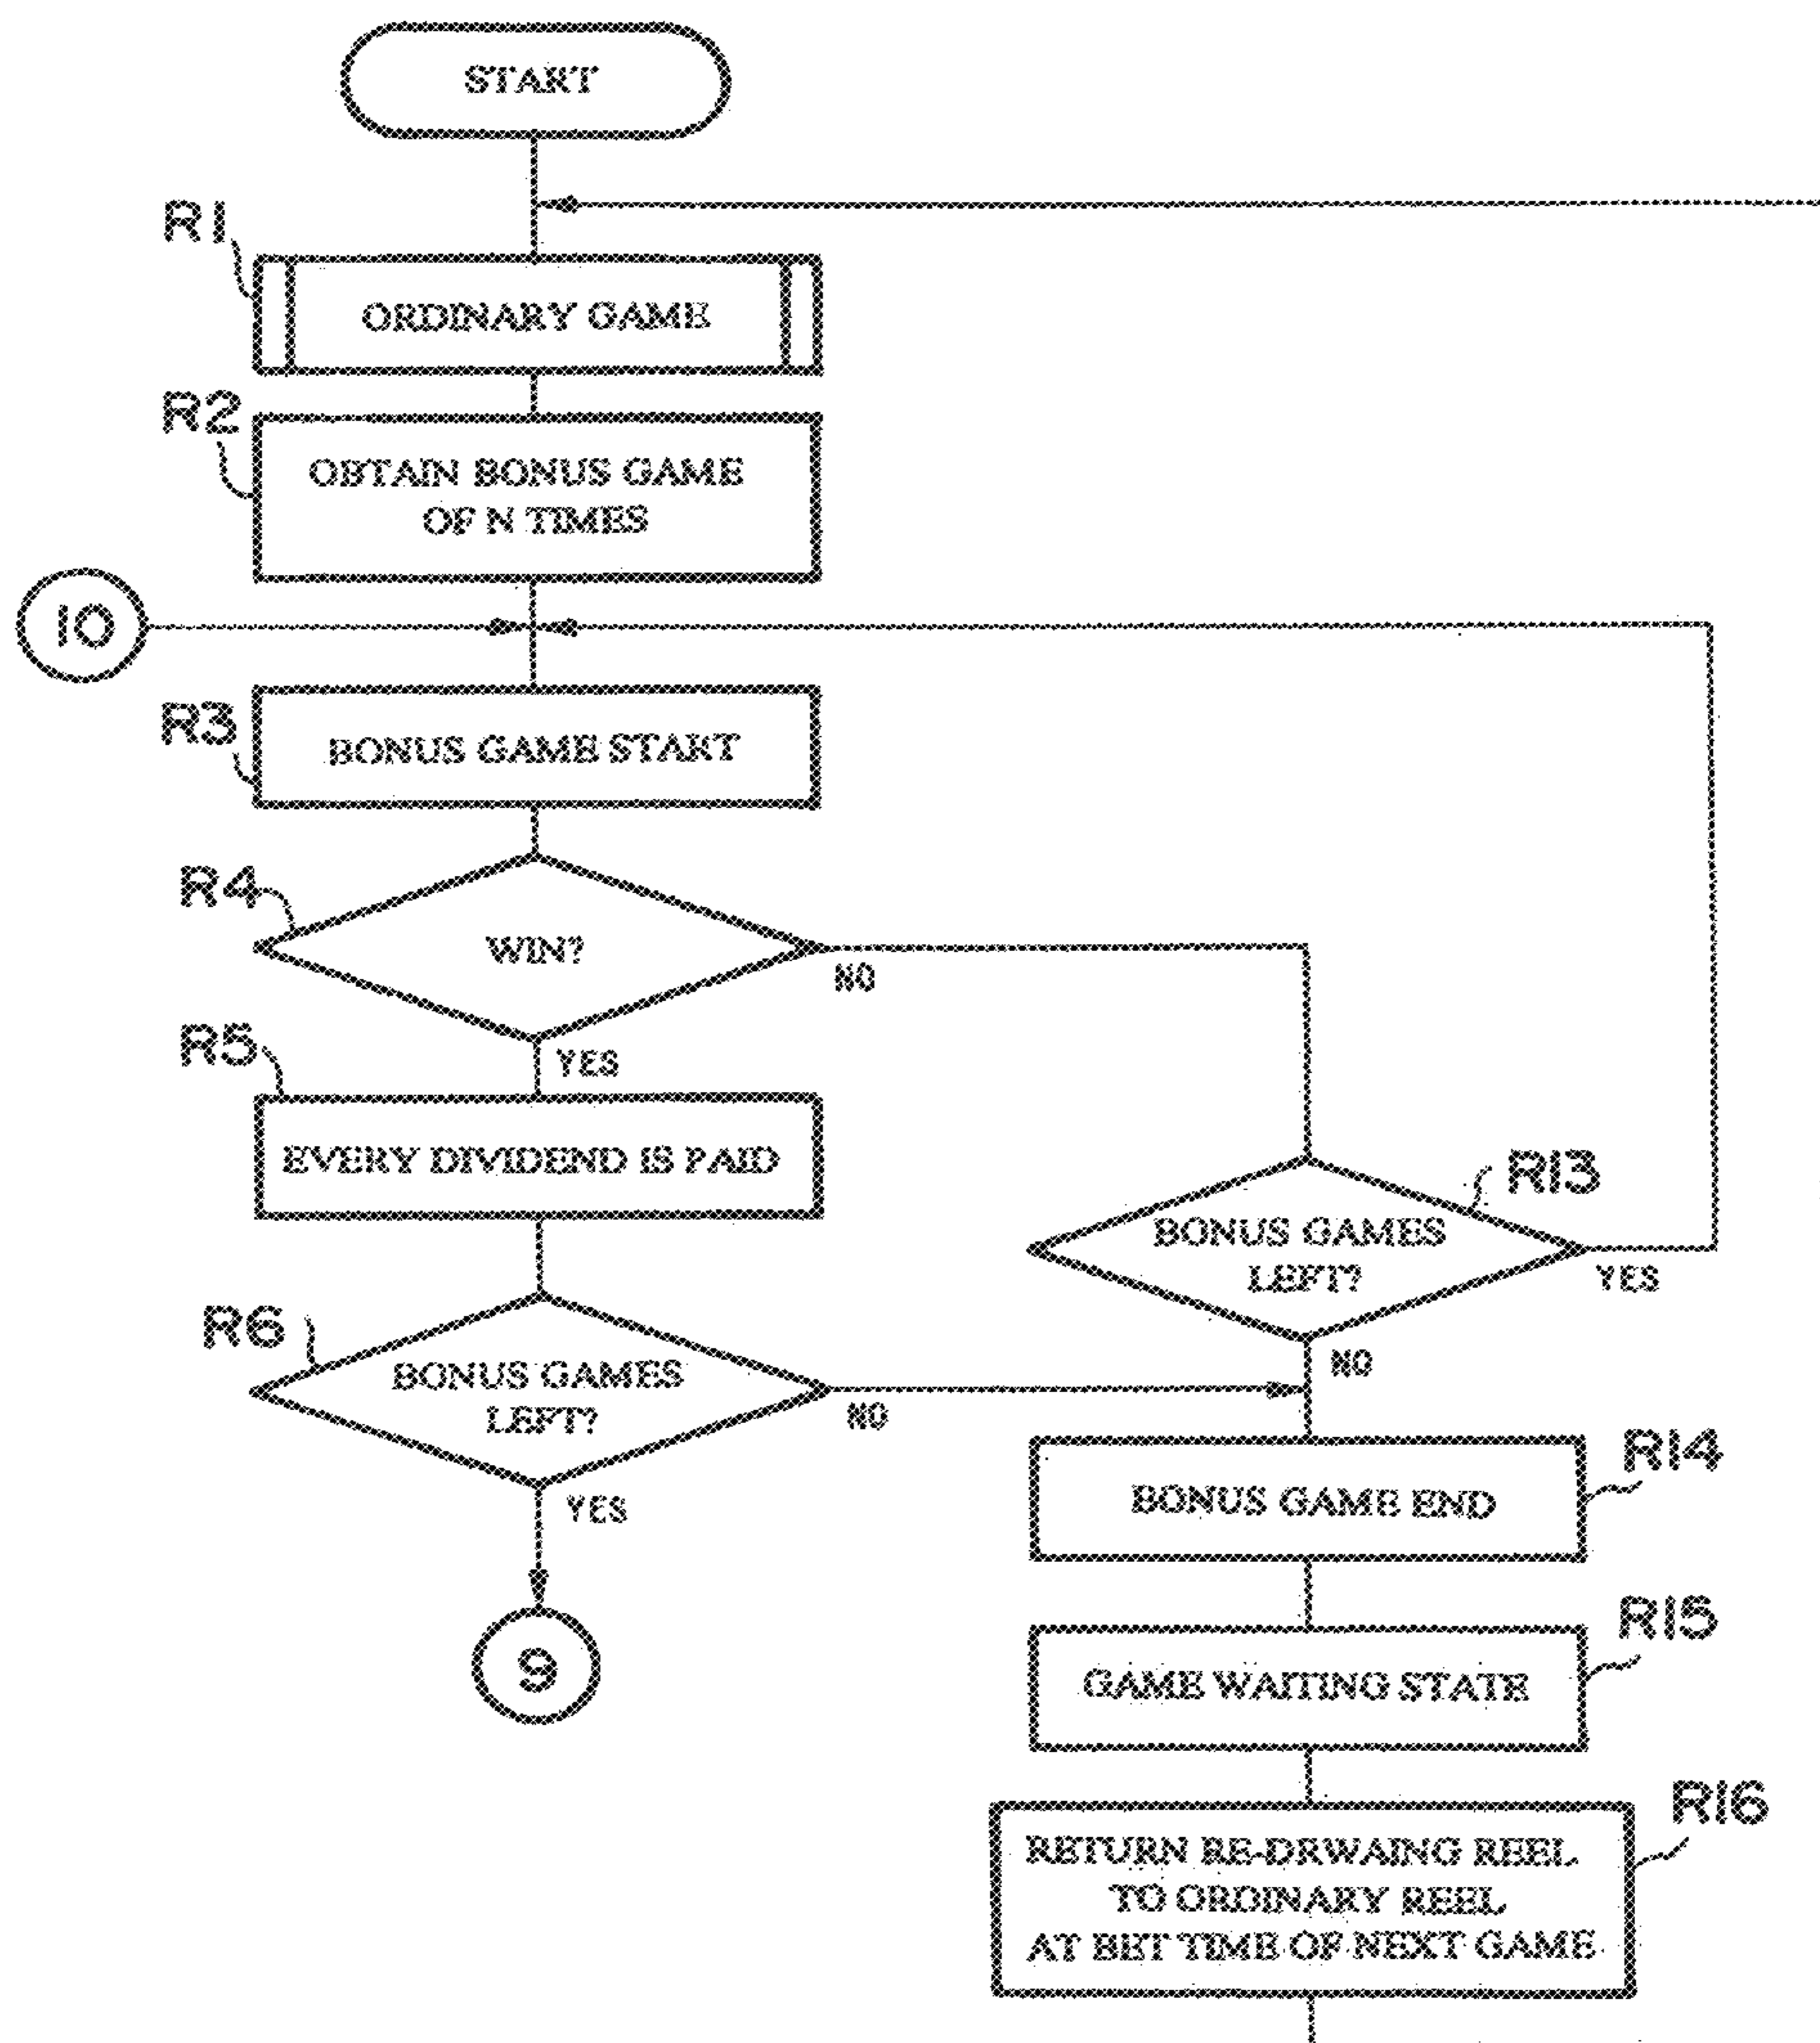 START
R1
ORDINARY GAME
R2
OBTAIN BONUS GAME
OF N TIMES
10
R3
BONUS GAME START
R4
WIN?
NO
YES
R5
EVERY DIVIDEND IS PAID
R6
BONUS GAMES
LEFT?
NO
YES
9
R13
BONUS GAMES
LEFT?
YES
NO
R14
BONUS GAME END
R15
GAME WAITING STATE
R16
RETURN RE-DRWAING REEL
TO ORDINARY REEL
AT BET TIME OF NEXT GAME